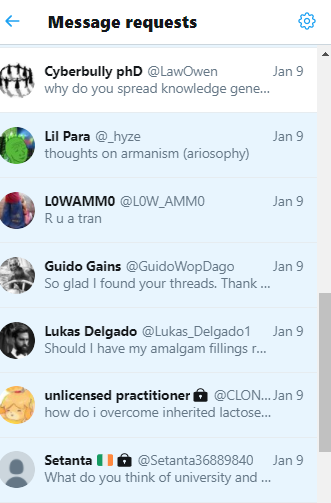 Message requests
Cyberbully phD @LawOwen Jan 9
why do you spread knowledge gene...
Lil Para @_hyze Jan 9
thoughts on armanism (ariosophy)
L0WAMM0 @L0W_AMM0 Jan 9
R u a tran
Guido Gains @GuidoWopDago Jan 9
So glad I found your threads. Thank ...
Lukas Delgado @Lukas_Delgado1 Jan 9
Should I have my amalgam fillings r...
unlicensed practitioner @CLON... Jan 9
how do i overcome inherited lactose...
Setanta @Setanta36889840 Jan 9
What do you think of university and ...